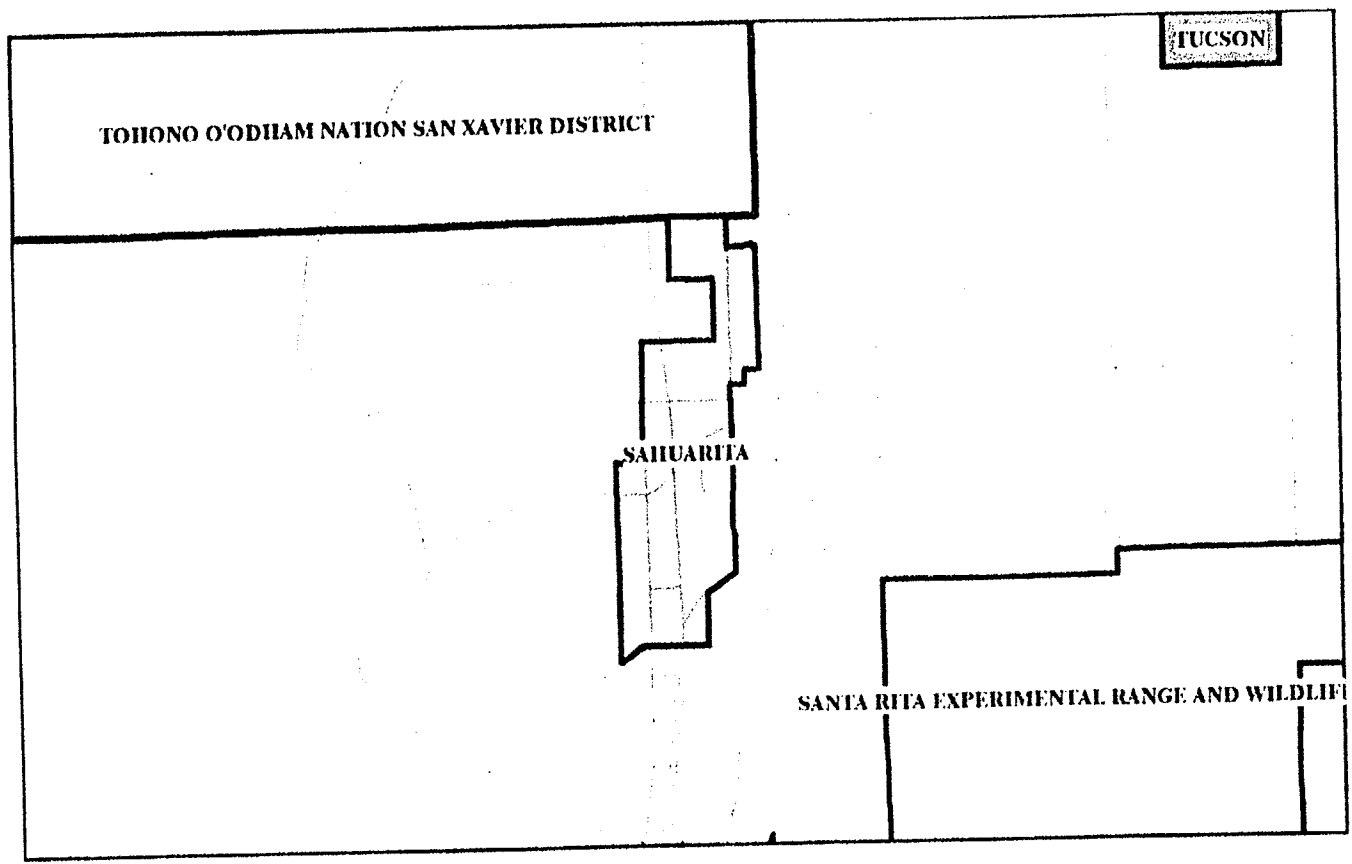 TUCSON
TOHONO O'ODHAM NATION SAN XAVIER DISTRICT
SAHUARITA
SANTA RITA EXPERIMENTAL RANGE AND WILDLIF